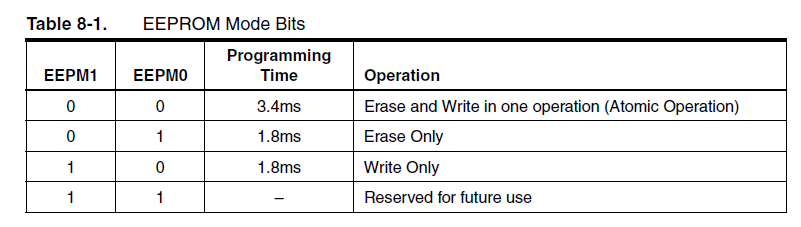 Table 8-1. EEPROM Mode Bits
EEPM1 EEPM0 Programming Time Operation
0 0 3.4ms Erase and Write in one operation (Atomic Operation)
0 1 1.8ms Erase Only
1 0 1.8ms Write Only
1 1 – Reserved for future use